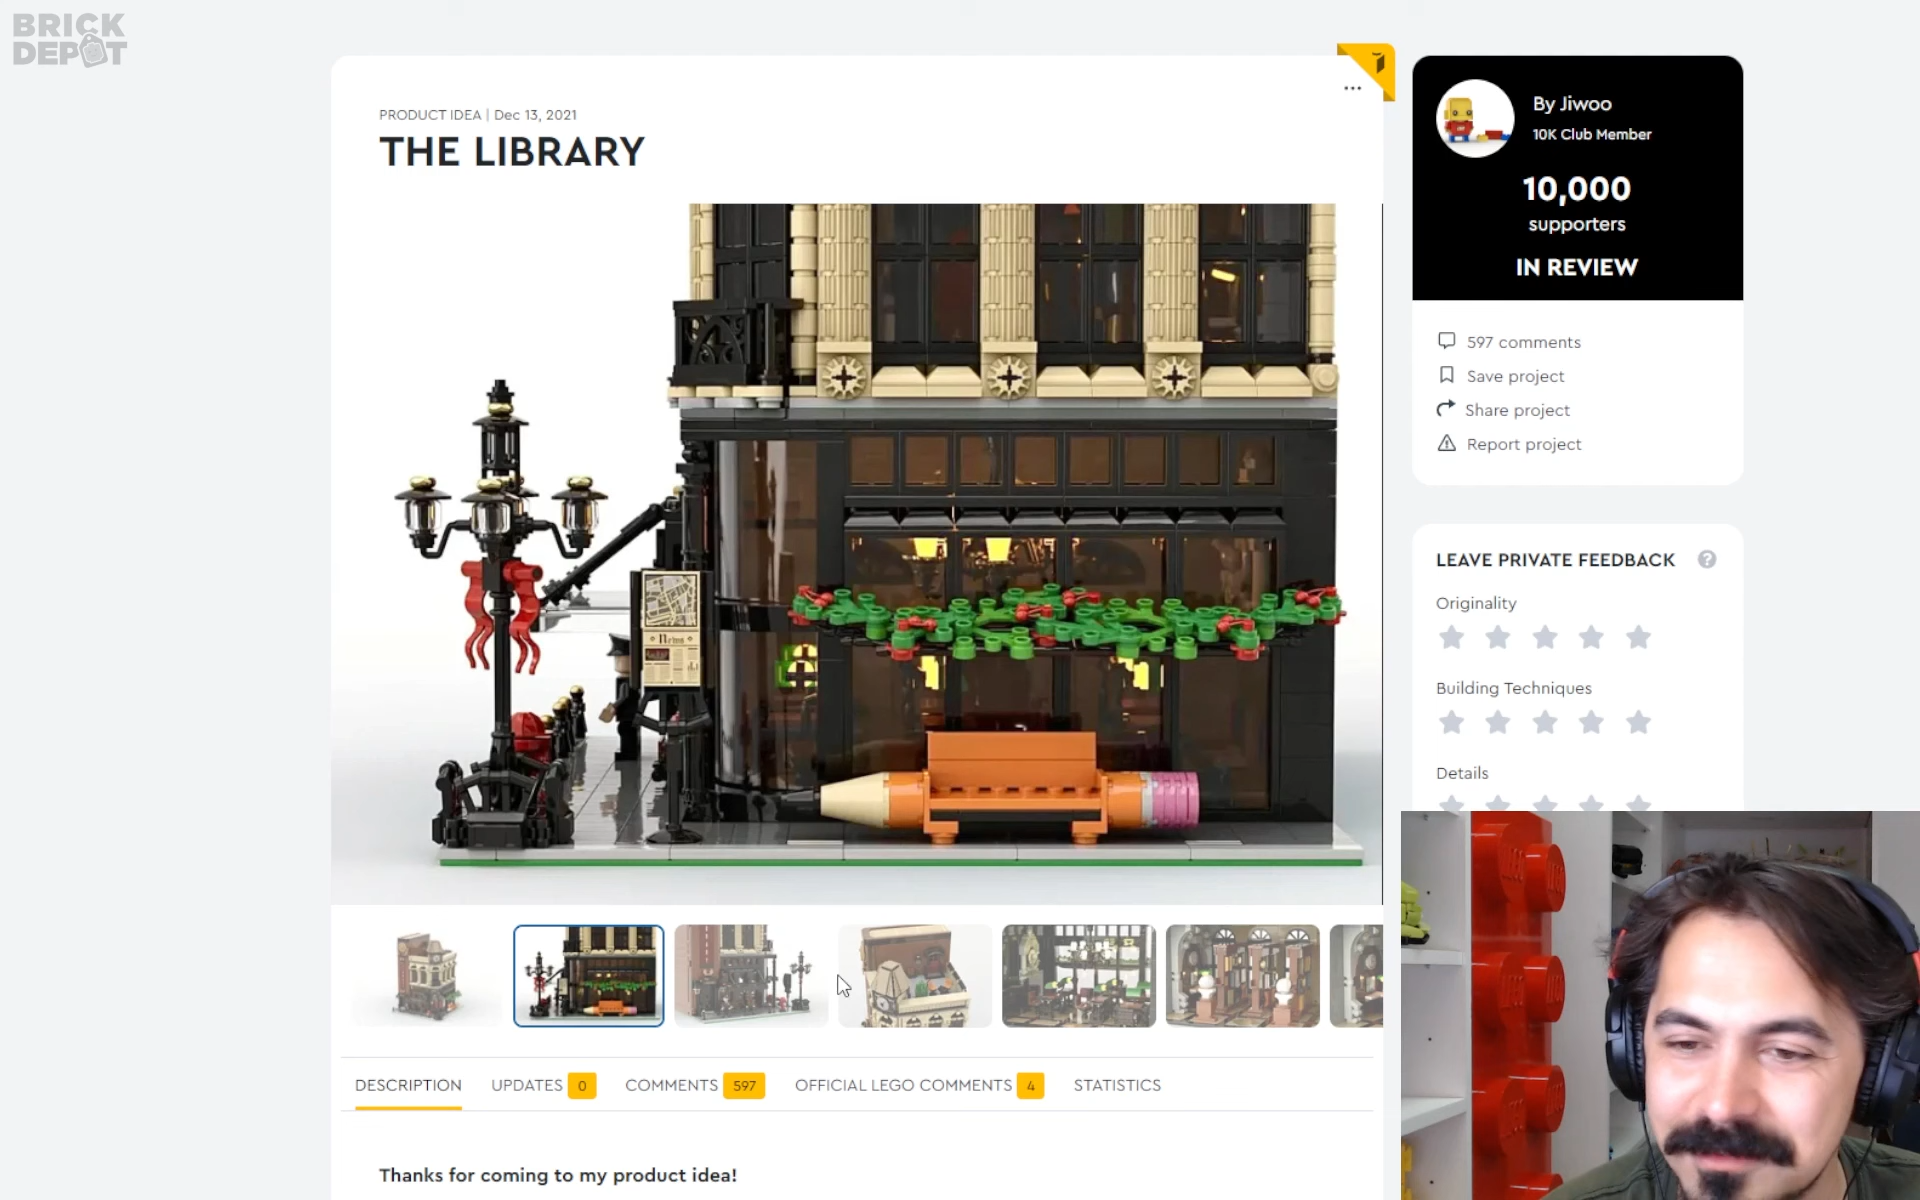 BRICK
DEPOT
PRODUCT IDEA | Dec 13, 2021
THE LIBRARY
...
By Jiwoo
10K Club Member
10,000
supporters
IN REVIEW
597 comments
Save project
Share project
Report project
LEAVE PRIVATE FEEDBACK ?
Originality
Building Techniques
Details
News
DESCRIPTION UPDATES 0 COMMENTS 597 OFFICIAL LEGO COMMENTS 4 STATISTICS
Thanks for coming to my product idea!